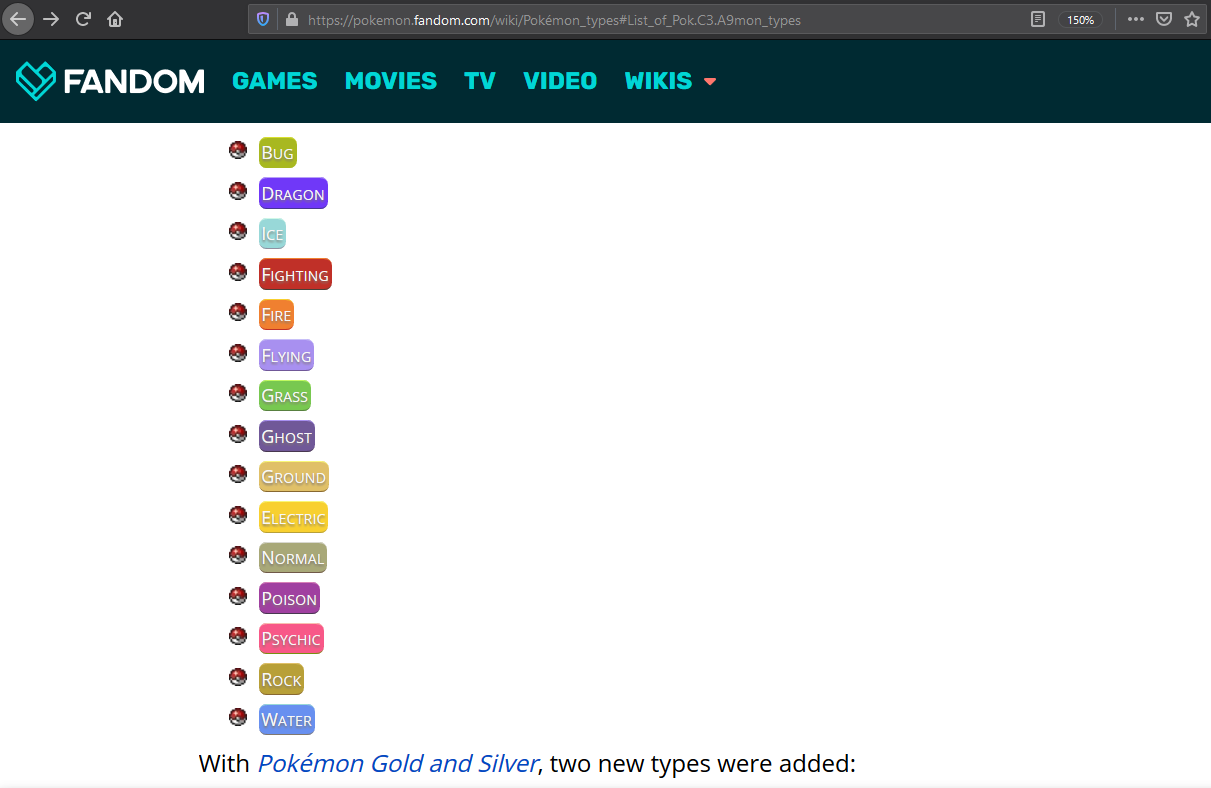 https://pokemon.fandom.com/wiki/Pokémon_types#List_of_Pok.C3.A9mon_types 150%
FANDOM GAMES MOVIES TV VIDEO WIKIS
BUG
DRAGON
ICE
FIGHTING
FIRE
FLYING
GRASS
GHOST
GROUND
ELECTRIC
NORMAL
POISON
PSYCHIC
ROCK
WATER
With Pokémon Gold and Silver, two new types were added: